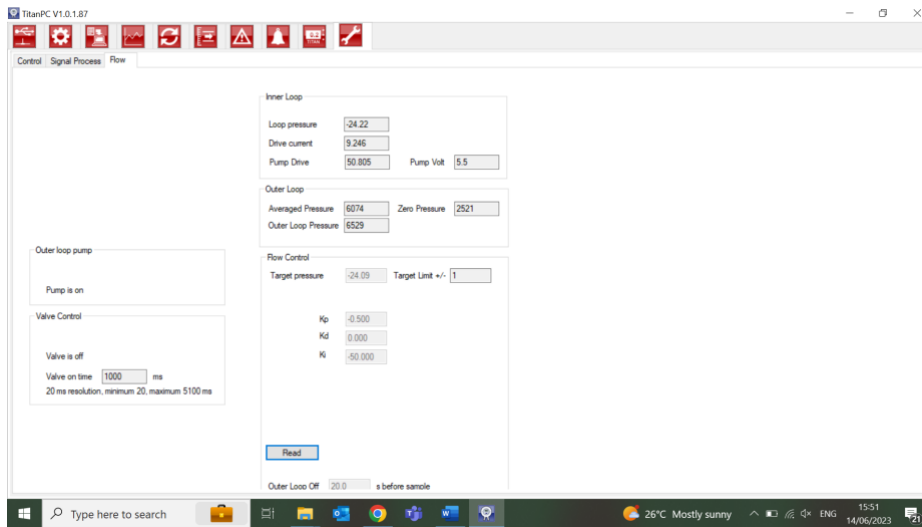 TitanPC V1.0.1.87
Control Signal Process Flow
Inner Loop
Loop pressure -24.22
Drive current 9.246
Pump Drive 50.805 Pump Volt 5.5
Outer Loop
Averaged Pressure 6074 Zero Pressure 2521
Outer Loop Pressure 6529
Outer loop pump
Pump is on
Valve Control
Valve is off
Valve on time 1000 ms
20 ms resolution, minimum 20, maximum 5100 ms
Flow Control
Target pressure -24.09 Target Limit +/- 1
Kp -0.500
Kd 0.000
Ki -50.000
Read
Outer Loop Off 20.0 s before sample
Type here to search
26°C Mostly sunny
ENG
15:51
14/06/2023